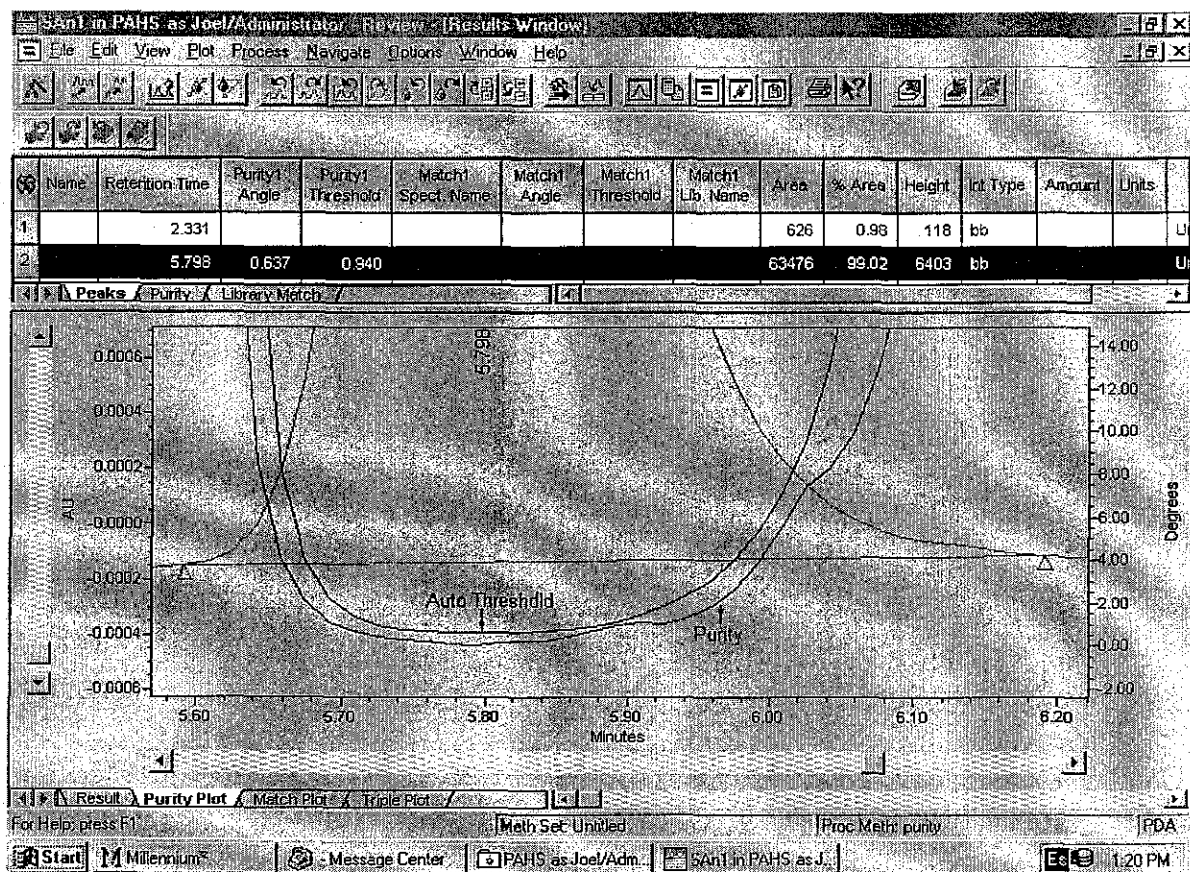 5An1 in PAHS as Joel/Administrator - Review - [Results Window]
File Edit View Plot Process Navigate Options Window Help
Name Retention Time Purity1 Angle Purity1 Threshold Match1 Spect. Name Match1 Angle Match1 Threshold Match1 Lib. Name Area % Area Height Int Type Amount Units
1 2.331 626 0.98 118 bb Un
2 5.798 0.637 0.940 63476 99.02 6403 bb Un
Peaks Purity Library Match
5.798
0.0006 14.00
12.00
0.0004 10.00
0.0002 8.00
AU -0.0000 6.00 Degrees
4.00
-0.0002
Auto Threshold 2.00
-0.0004 Purity 0.00
-0.0006 -2.00
5.60 5.70 5.80 5.90 6.00 6.10 6.20
Minutes
Result Purity Plot Match Plot Triple Plot
For Help, press F1 Meth Set: Untitled Proc Meth: purity PDA
Start Millennium Message Center PAHS as Joel/Adm... 5An1 in PAHS as J... Es 1:20 PM